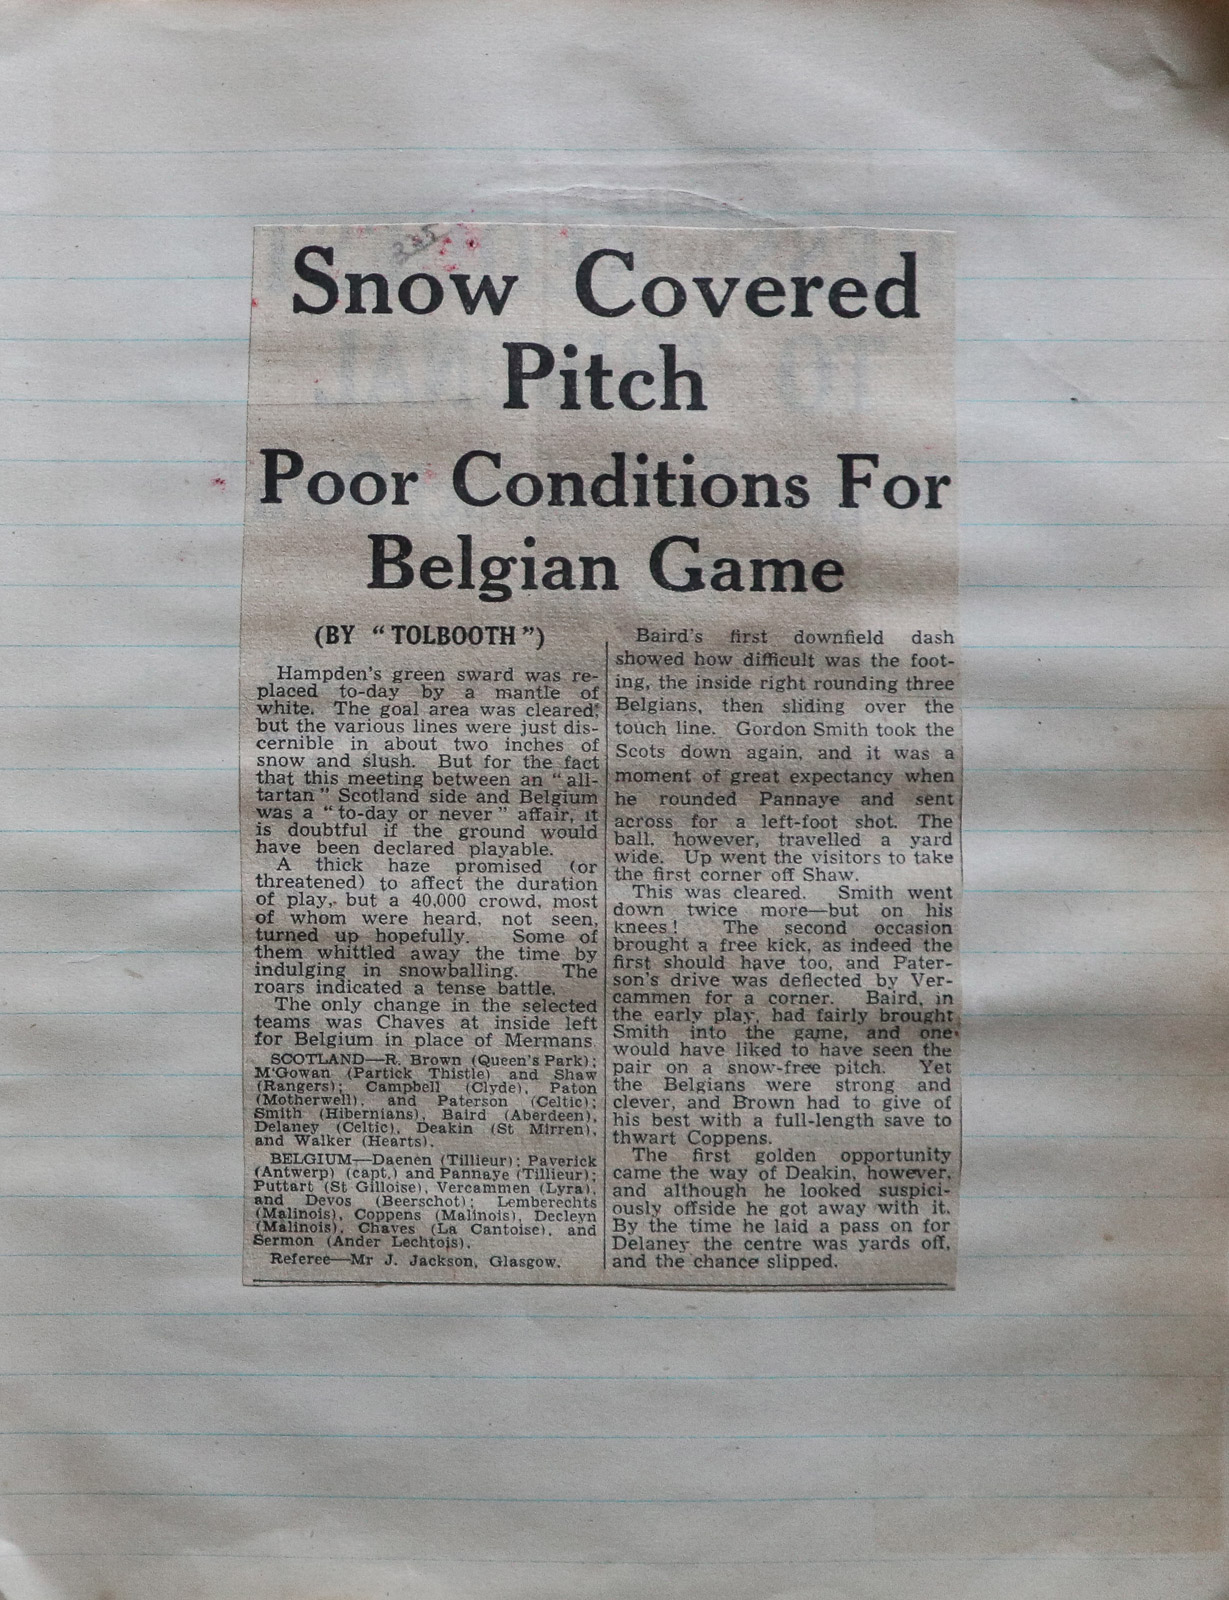 225
Snow Covered
Pitch
Poor Conditions For
Belgian Game
(BY “TOLBOOTH”)
Hampden's green sward was re-
placed to-day by a mantle of
white. The goal area was cleared,
but the various lines were just dis-
cernible in about two inches of
snow and slush. But for the fact
that this meeting between an “all-
tartan” Scotland side and Belgium
was a “to-day or never” affair, it
is doubtful if the ground would
have been declared playable.
A thick haze promised (or
threatened) to affect the duration
of play, but a 40,000 crowd, most
of whom were heard, not seen,
turned up hopefully. Some of
them whittled away the time by
indulging in snowballing. The
roars indicated a tense battle.
The only change in the selected
teams was Chaves at inside left
for Belgium in place of Mermans.
SCOTLAND—R. Brown (Queen's Park);
M'Gowan (Partick Thistle) and Shaw
(Rangers); Campbell (Clyde), Paton
(Motherwell), and Paterson (Celtic);
Smith (Hibernians), Baird (Aberdeen),
Delaney (Celtic), Deakin (St Mirren),
and Walker (Hearts).
BELGIUM—Daenen (Tillieur); Paverick
(Antwerp) (capt.) and Pannaye (Tillieur);
Puttart (St Gilloise), Vercammen (Lyra),
and Devos (Beerschot); Lemberechts
(Malinois), Coppens (Malinois), Decleyn
(Malinois), Chaves (La Cantoise), and
Sermon (Ander Lechtois).
Referee—Mr J. Jackson, Glasgow.
Baird's first downfield dash
showed how difficult was the foot-
ing, the inside right rounding three
Belgians, then sliding over the
touch line. Gordon Smith took the
Scots down again, and it was a
moment of great expectancy when
he rounded Pannaye and sent
across for a left-foot shot. The
ball, however, travelled a yard
wide. Up went the visitors to take
the first corner off Shaw.
This was cleared. Smith went
down twice more—but on his
knees! The second occasion
brought a free kick, as indeed the
first should have too, and Pater-
son's drive was deflected by Ver-
cammen for a corner. Baird, in
the early play, had fairly brought
Smith into the game, and one
would have liked to have seen the
pair on a snow-free pitch. Yet
the Belgians were strong and
clever, and Brown had to give of
his best with a full-length save to
thwart Coppens.
The first golden opportunity
came the way of Deakin, however,
and although he looked suspici-
ously offside he got away with it.
By the time he laid a pass on for
Delaney the centre was yards off,
and the chance slipped.